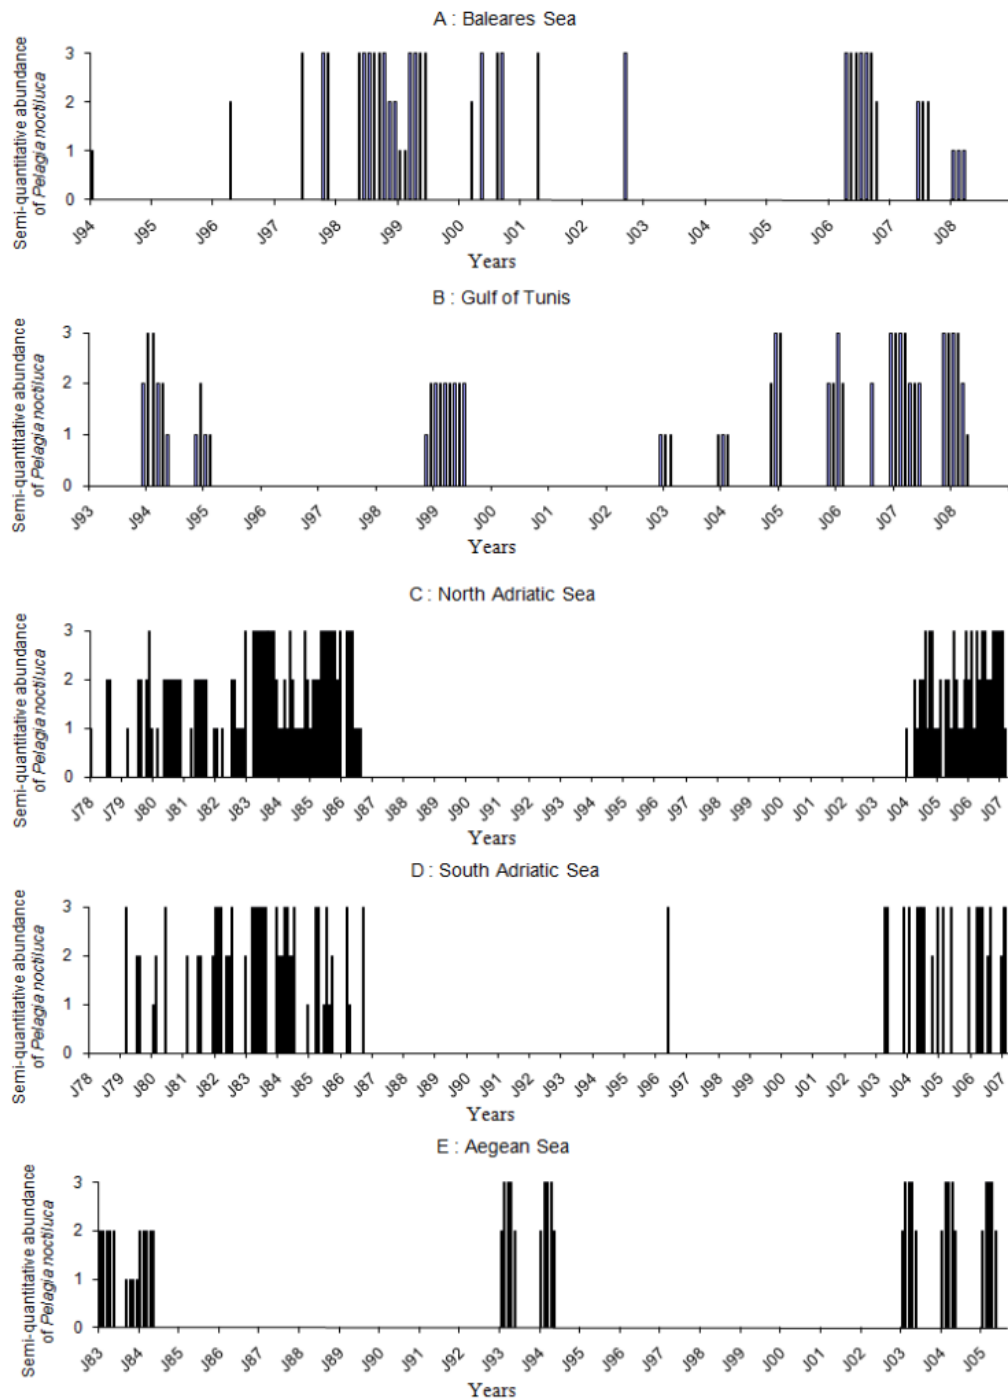 A : Baleares Sea
Semi-quantitative abundance
of Pelagia noctiluca
3
2
1
0
J94 J95 J96 J97 J98 J99 J00 J01 J02 J03 J04 J05 J06 J07 J08
Years
B : Gulf of Tunis
Semi-quantitative abundance
of Pelagia noctiluca
3
2
1
0
J93 J94 J95 J96 J97 J98 J99 J00 J01 J02 J03 J04 J05 J06 J07 J08
Years
C : North Adriatic Sea
Semi-quantitative abundance
of Pelagia noctiluca
3
2
1
0
J78 J79 J80 J81 J82 J83 J84 J85 J86 J87 J88 J89 J90 J91 J92 J93 J94 J95 J96 J97 J98 J99 J00 J01 J02 J03 J04 J05 J06 J07
Years
D : South Adriatic Sea
Semi-quantitative abundance
of Pelagia noctiluca
3
2
1
0
J78 J79 J80 J81 J82 J83 J84 J85 J86 J87 J88 J89 J90 J91 J92 J93 J94 J95 J96 J97 J98 J99 J00 J01 J02 J03 J04 J05 J06 J07
Years
E : Aegean Sea
Semi-quantitative abundance
of Pelagia noctiluca
3
2
1
0
J83 J84 J85 J86 J87 J88 J89 J90 J91 J92 J93 J94 J95 J96 J97 J98 J99 J00 J01 J02 J03 J04 J05
Years